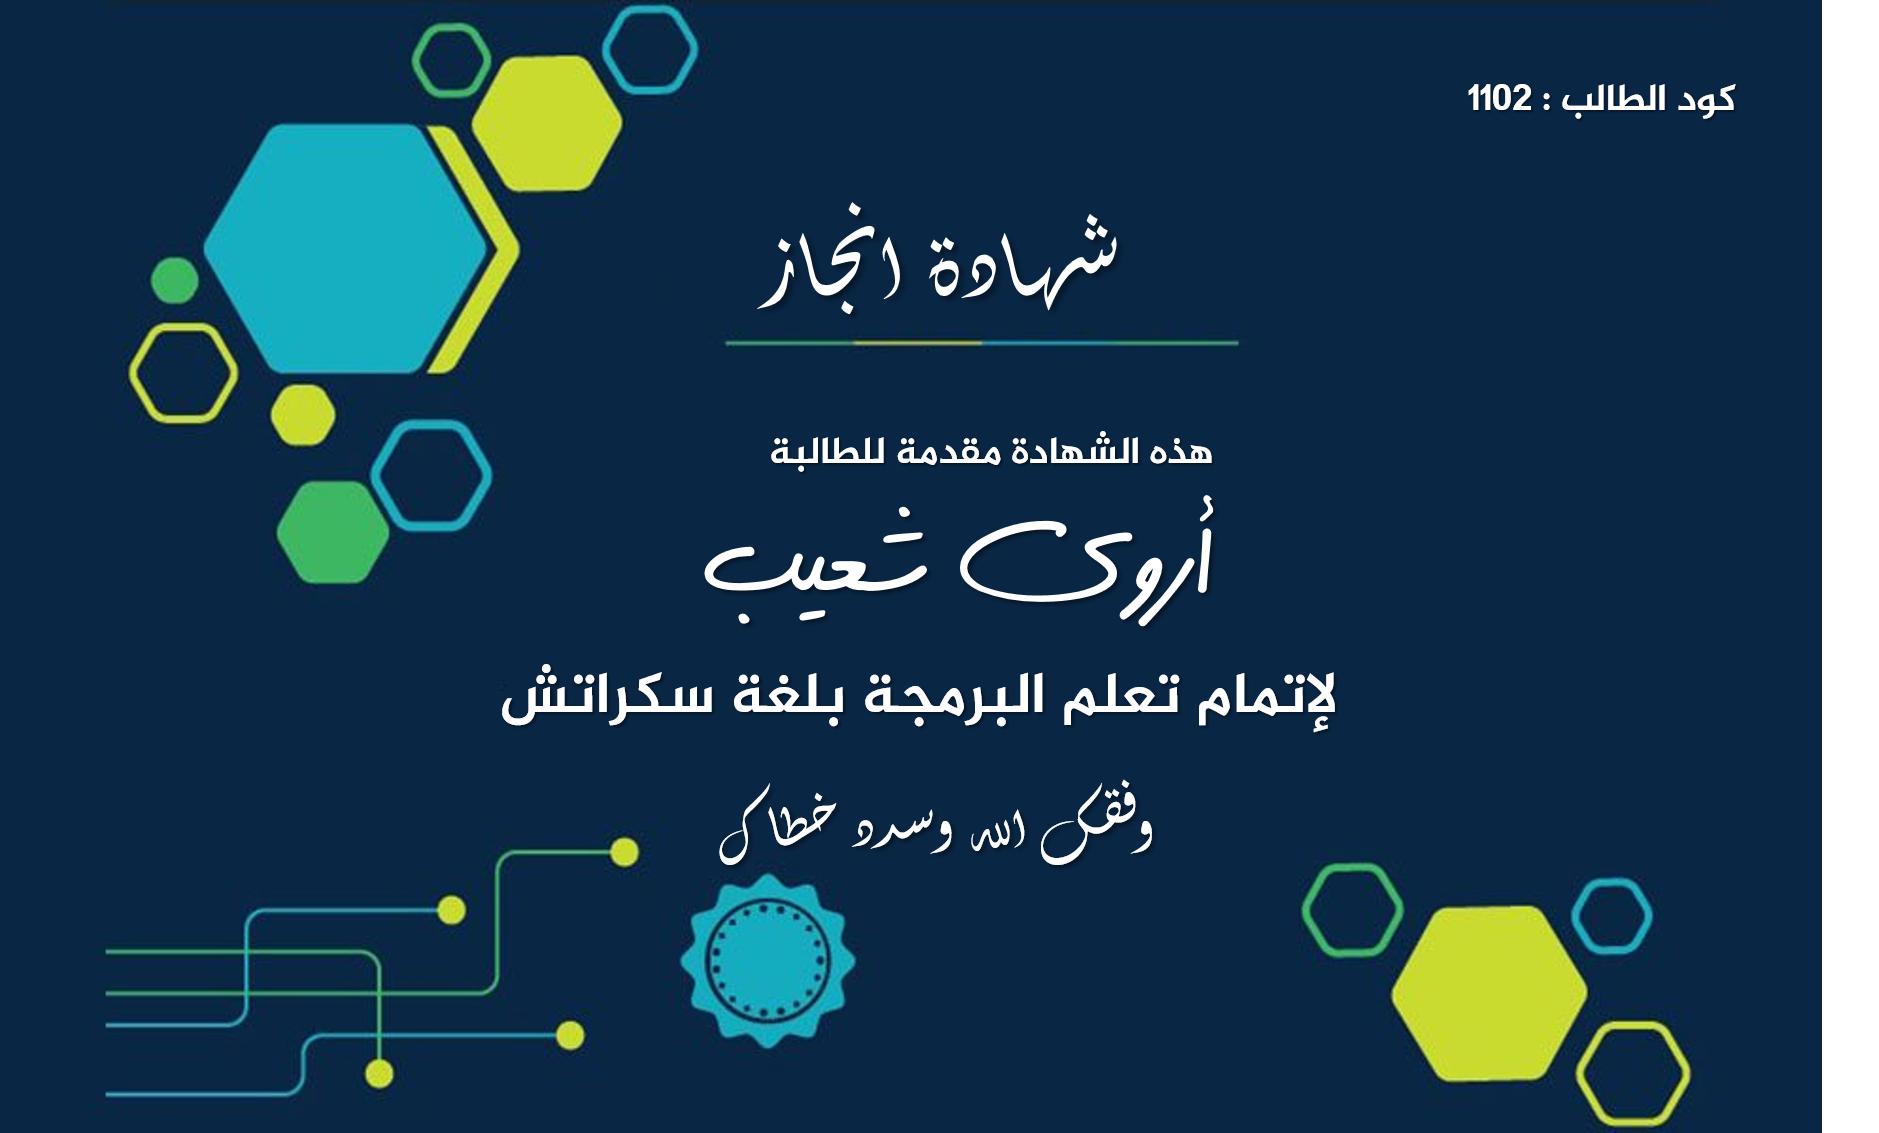 كود الطالب : 1102
شهادة انجاز
هذه الشهادة مقدمة للطالبة
أروى شعيب
لإتمام تعلم البرمجة بلغة سكراتش
وفقك الله وسدد خطاك